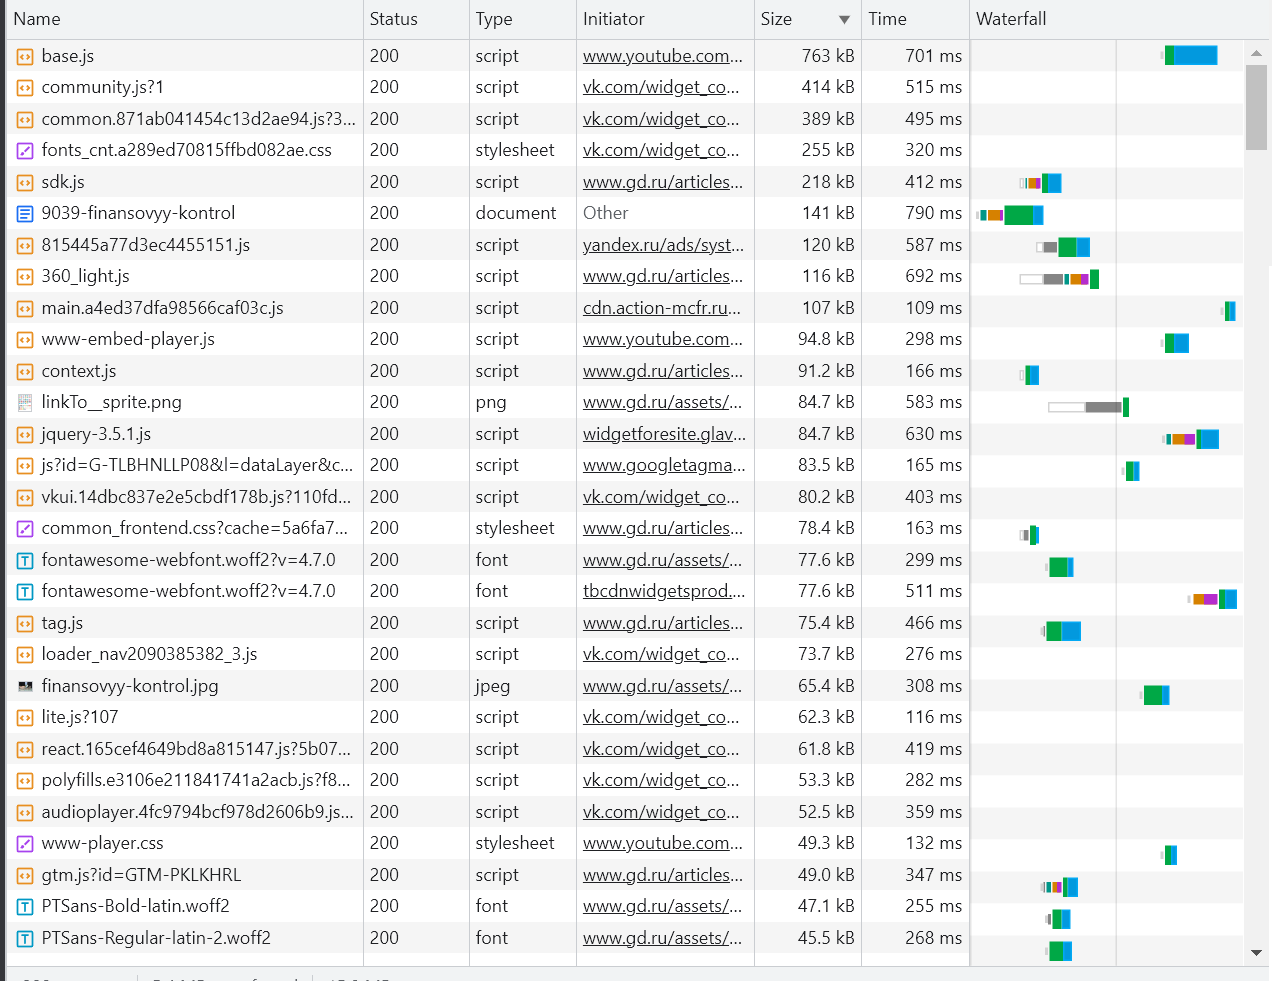 Name Status Type Initiator Size Time Waterfall
base.js 200 script www.youtube.com... 763 kB 701 ms
community.js?1 200 script vk.com/widget_co... 414 kB 515 ms
common.871ab041454c13d2ae94.js?3... 200 script vk.com/widget_co... 389 kB 495 ms
fonts_cnt.a289ed70815ffbd082ae.css 200 stylesheet vk.com/widget_co... 255 kB 320 ms
sdk.js 200 script www.gd.ru/articles... 218 kB 412 ms
9039-finansovyy-kontrol 200 document Other 141 kB 790 ms
815445a77d3ec4455151.js 200 script yandex.ru/ads/syst... 120 kB 587 ms
360_light.js 200 script www.gd.ru/articles... 116 kB 692 ms
main.a4ed37dfa98566caf03c.js 200 script cdn.action-mcfr.ru... 107 kB 109 ms
www-embed-player.js 200 script www.youtube.com... 94.8 kB 298 ms
context.js 200 script www.gd.ru/articles... 91.2 kB 166 ms
linkTo__sprite.png 200 png www.gd.ru/assets/... 84.7 kB 583 ms
jquery-3.5.1.js 200 script widgetforesite.glav... 84.7 kB 630 ms
js?id=G-TLBHNLLP08&l=dataLayer&c... 200 script www.googletagma... 83.5 kB 165 ms
vkui.14dbc837e2e5cbdf178b.js?110fd... 200 script vk.com/widget_co... 80.2 kB 403 ms
common_frontend.css?cache=5a6fa7... 200 stylesheet www.gd.ru/articles... 78.4 kB 163 ms
fontawesome-webfont.woff2?v=4.7.0 200 font www.gd.ru/assets/... 77.6 kB 299 ms
fontawesome-webfont.woff2?v=4.7.0 200 font tbcdnwidgetsprod.... 77.6 kB 511 ms
tag.js 200 script www.gd.ru/articles... 75.4 kB 466 ms
loader_nav2090385382_3.js 200 script vk.com/widget_co... 73.7 kB 276 ms
finansovyy-kontrol.jpg 200 jpeg www.gd.ru/assets/... 65.4 kB 308 ms
lite.js?107 200 script vk.com/widget_co... 62.3 kB 116 ms
react.165cef4649bd8a815147.js?5b07... 200 script vk.com/widget_co... 61.8 kB 419 ms
polyfills.e3106e211841741a2acb.js?f8... 200 script vk.com/widget_co... 53.3 kB 282 ms
audioplayer.4fc9794bcf978d2606b9.js... 200 script vk.com/widget_co... 52.5 kB 359 ms
www-player.css 200 stylesheet www.youtube.com... 49.3 kB 132 ms
gtm.js?id=GTM-PKLKHRL 200 script www.gd.ru/articles... 49.0 kB 347 ms
PTSans-Bold-latin.woff2 200 font www.gd.ru/assets/... 47.1 kB 255 ms
PTSans-Regular-latin-2.woff2 200 font www.gd.ru/assets/... 45.5 kB 268 ms